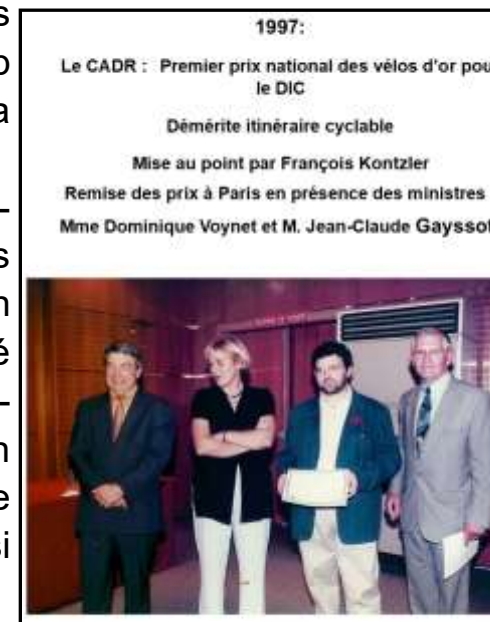 s
o
a
-
s
n
é
-
n
e
si
1997:
Le CADR : Premier prix national des vélos d'or pou
le DIC
Démérite itinéraire cyclable
Mise au point par François Kontzler
Remise des prix à Paris en présence des ministres
Mme Dominique Voynet et M. Jean-Claude Gayssot